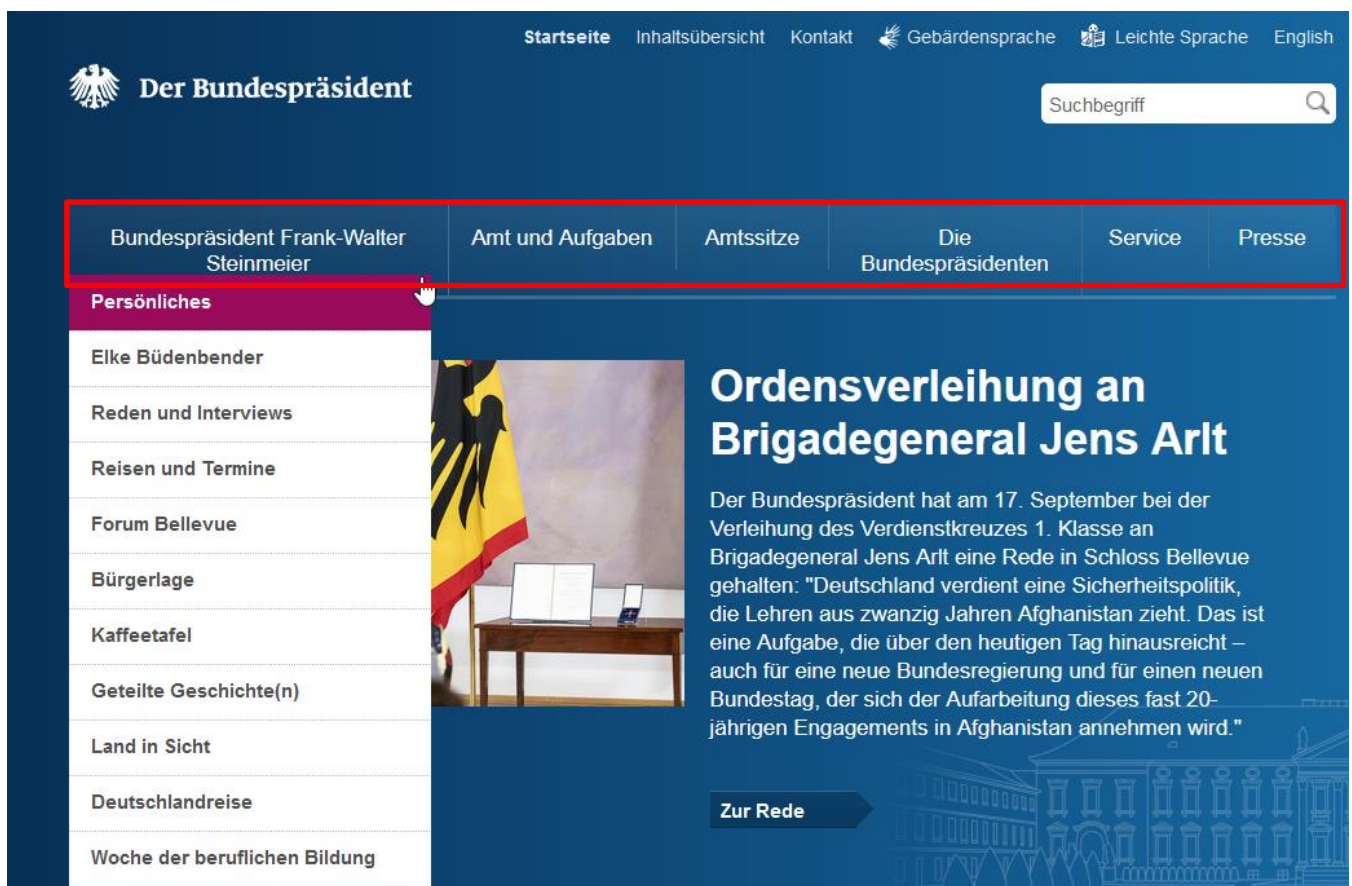 Startseite Inhaltsübersicht Kontakt Gebärdensprache Leichte Sprache English
Der Bundespräsident
Suchbegriff
Bundespräsident Frank-Walter
Steinmeier
Amt und Aufgaben
Amtssitze
Die
Bundespräsidenten
Service
Presse
Persönliches
Elke Büdenbender
Reden und Interviews
Reisen und Termine
Forum Bellevue
Bürgerlage
Kaffeetafel
Geteilte Geschichte(n)
Land in Sicht
Deutschlandreise
Woche der beruflichen Bildung
Ordensverleihung an
Brigadegeneral Jens Arlt
Der Bundespräsident hat am 17. September bei der
Verleihung des Verdienstkreuzes 1. Klasse an
Brigadegeneral Jens Arlt eine Rede in Schloss Bellevue
gehalten: "Deutschland verdient eine Sicherheitspolitik,
die Lehren aus zwanzig Jahren Afghanistan zieht. Das ist
eine Aufgabe, die über den heutigen Tag hinausreicht –
auch für eine neue Bundesregierung und für einen neuen
Bundestag, der sich der Aufarbeitung dieses fast 20-
jährigen Engagements in Afghanistan annehmen wird."
Zur Rede